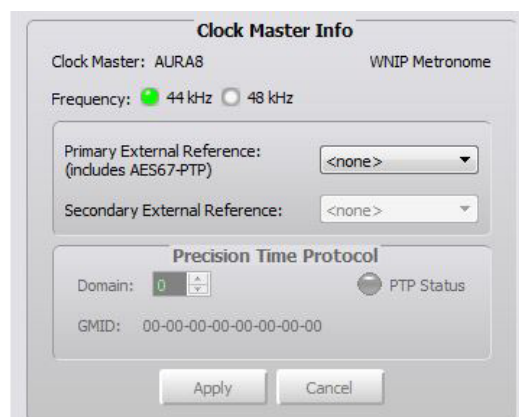 Clock Master Info
Clock Master: AURA8 WNIP Metronome
Frequency: 44 kHz 48 kHz
Primary External Reference: <none>
(includes AES67-PTP)
Secondary External Reference: <none>
Precision Time Protocol
Domain: 0 PTP Status
GMID: 00-00-00-00-00-00-00-00
Apply Cancel